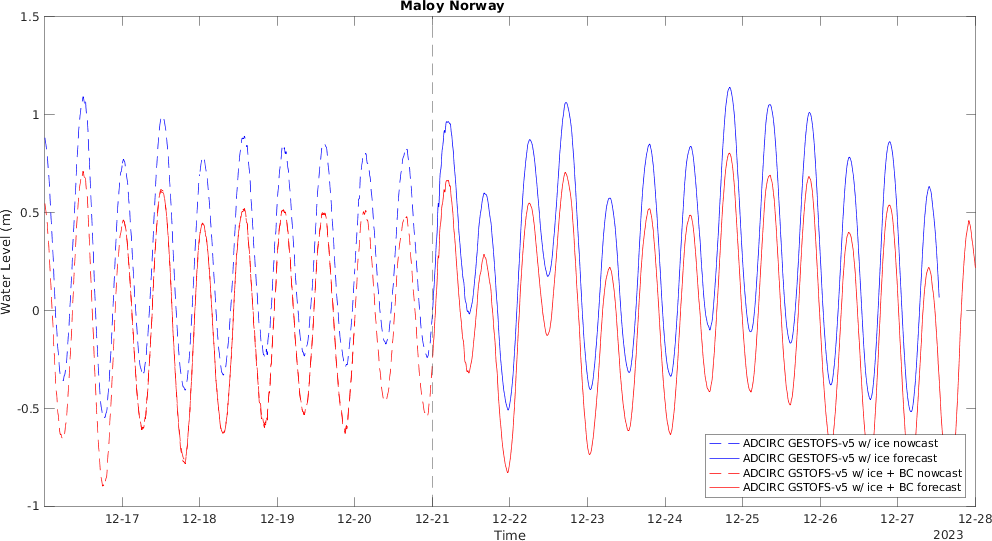 Maloy Norway
1.5
1
0.5
0
-0.5
-1
Water Level (m)
ADCIRC GESTOFS-v5 w/ ice nowcast
ADCIRC GESTOFS-v5 w/ ice forecast
ADCIRC GSTOFS-v5 w/ ice + BC nowcast
ADCIRC GSTOFS-v5 w/ ice + BC forecast
12-17 12-18 12-19 12-20 12-21 12-22 12-23 12-24 12-25 12-26 12-27 12-28
Time
2023